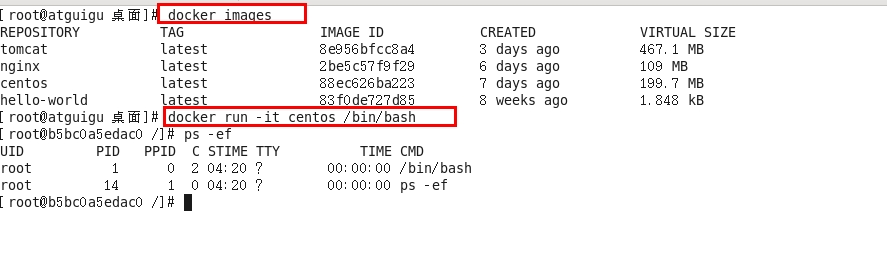 [root@atguigu 桌面]# docker images
REPOSITORY TAG IMAGE ID CREATED VIRTUAL SIZE
tomcat latest 8e956bfcc8a4 3 days ago 467.1 MB
nginx latest 2be5c57f9f29 6 days ago 109 MB
centos latest 88ec626ba223 7 days ago 199.7 MB
hello-world latest 83f0de727d85 8 weeks ago 1.848 kB
[root@atguigu 桌面]# docker run -it centos /bin/bash
[root@b5bc0a5edac0 /]# ps -ef
UID PID PPID C STIME TTY TIME CMD
root 1 0 2 04:20 ? 00:00:00 /bin/bash
root 14 1 0 04:20 ? 00:00:00 ps -ef
[root@b5bc0a5edac0 /]#